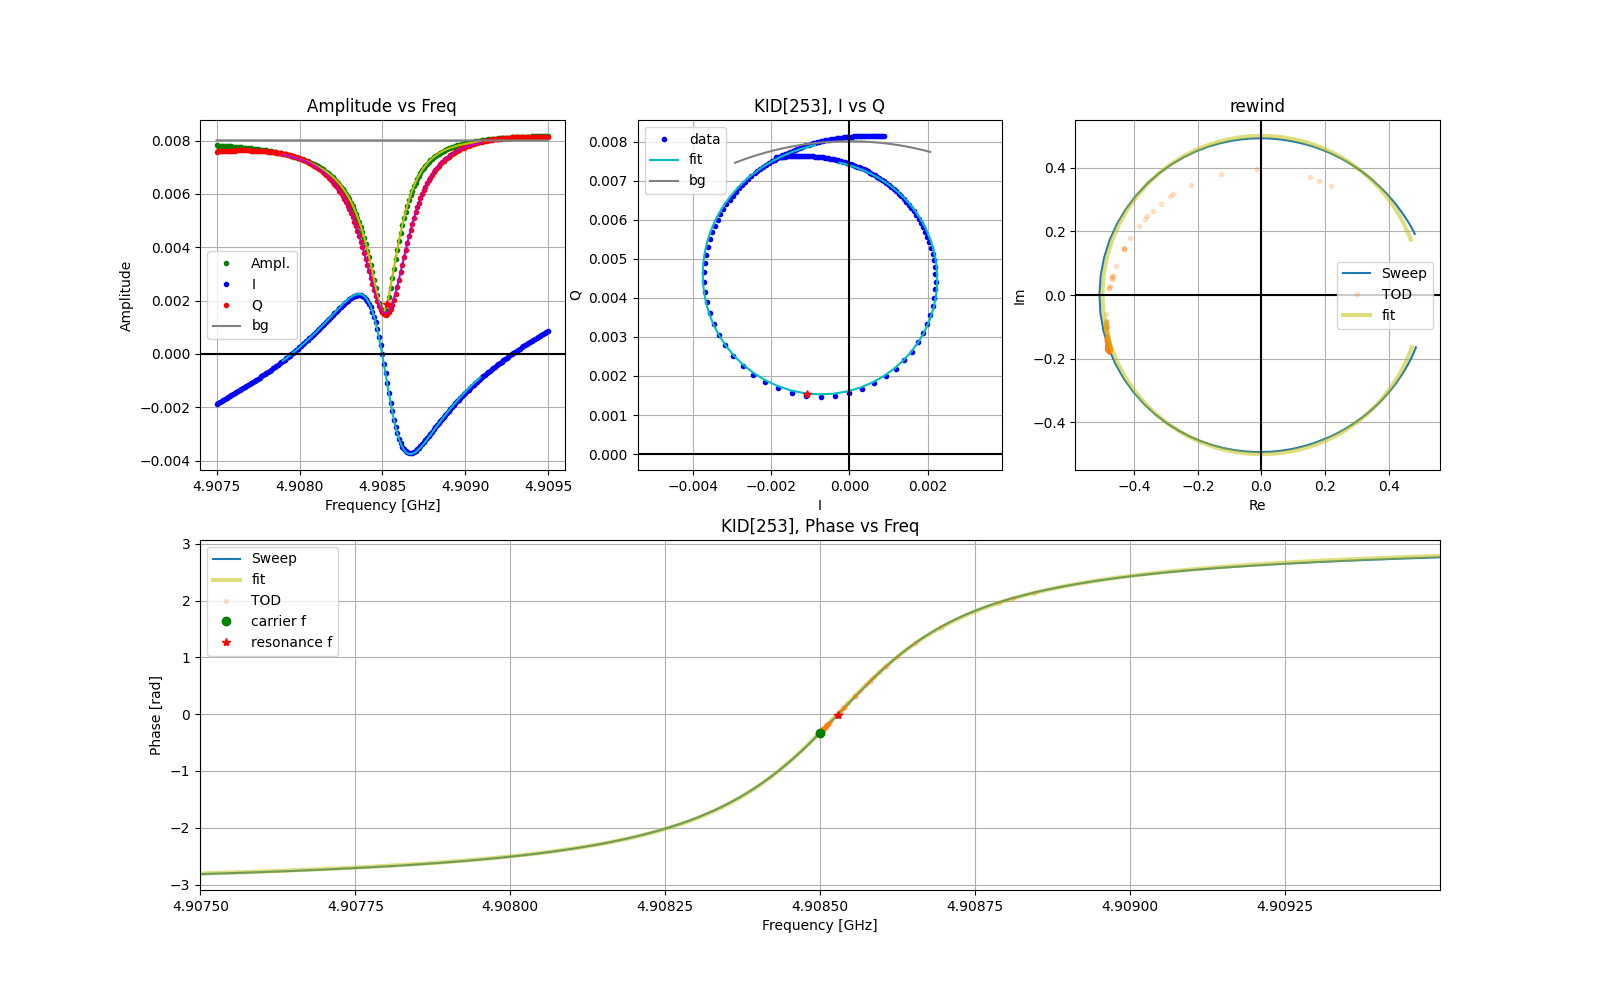 Amplitude vs Freq
Amplitude
0.008
0.006
0.004
0.002
0.000
−0.002
−0.004
Ampl.
I
Q
bg
4.9075 4.9080 4.9085 4.9090 4.9095
Frequency [GHz]
KID[253], I vs Q
Q
0.008
0.007
0.006
0.005
0.004
0.003
0.002
0.001
0.000
data
fit
bg
−0.004 −0.002 0.000 0.002
I
rewind
Im
0.4
0.2
0.0
−0.2
−0.4
Sweep
TOD
fit
−0.4 −0.2 0.0 0.2 0.4
Re
KID[253], Phase vs Freq
Phase [rad]
3
2
1
0
−1
−2
−3
Sweep
fit
TOD
carrier f
resonance f
4.90750 4.90775 4.90800 4.90825 4.90850 4.90875 4.90900 4.90925
Frequency [GHz]